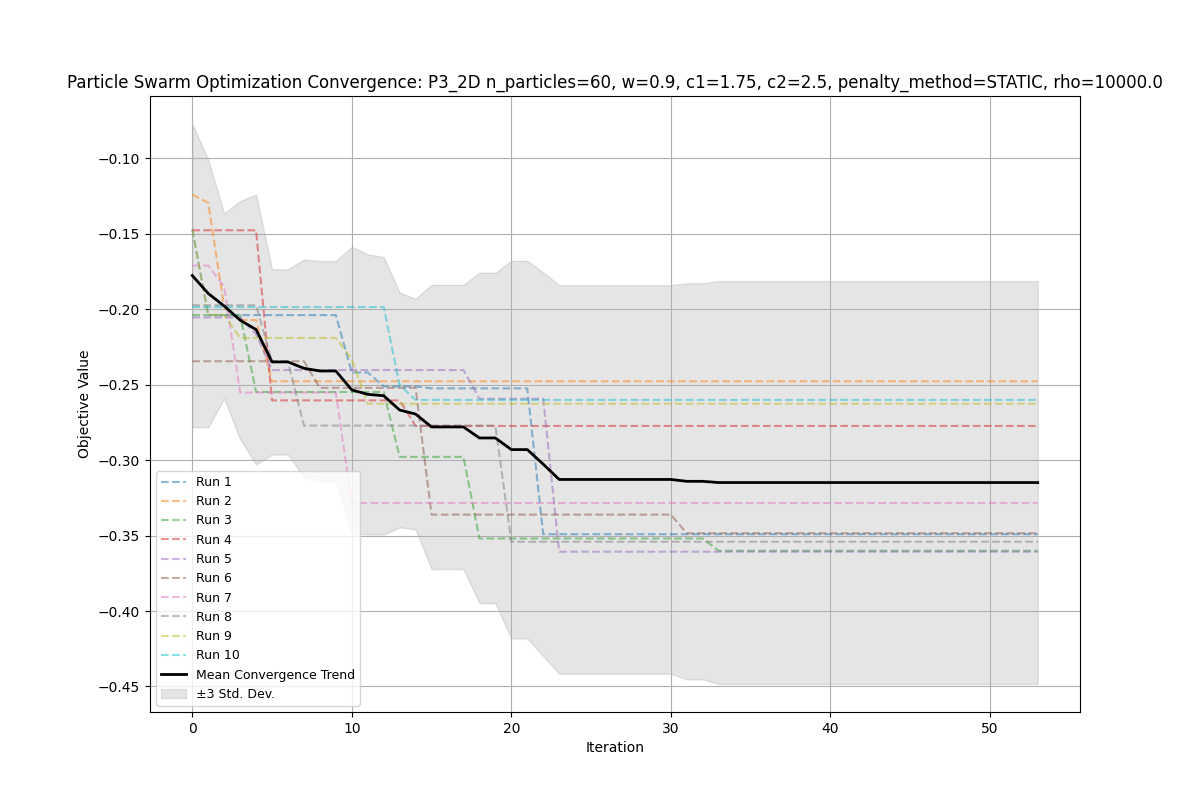 Particle Swarm Optimization Convergence: P3_2D n_particles=60, w=0.9, c1=1.75, c2=2.5, penalty_method=STATIC, rho=10000.0
Objective Value
−0.10
−0.15
−0.20
−0.25
−0.30
−0.35
−0.40
−0.45
Run 1
Run 2
Run 3
Run 4
Run 5
Run 6
Run 7
Run 8
Run 9
Run 10
Mean Convergence Trend
±3 Std. Dev.
0 10 20 30 40 50
Iteration